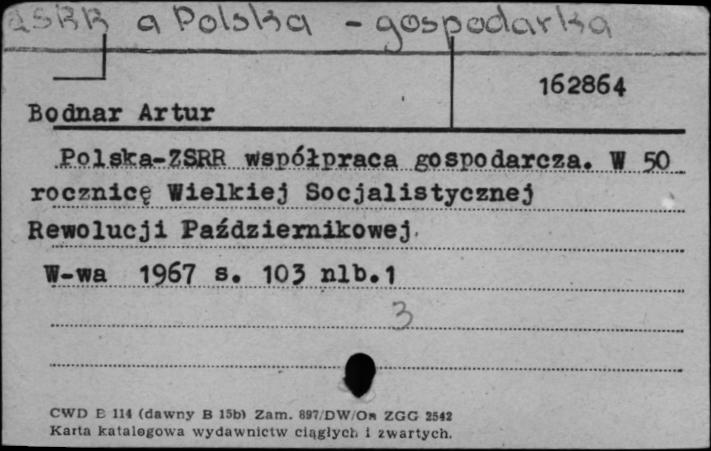 ZSRR a Polska - gospodarka
162864
Bodnar Artur
Polska-ZSRR współpraca gospodarcza. W 50
rocznicę Wielkiej Socjalistycznej
Rewolucji Październikowej.
W-wa 1967 s. 103 nlb.1
3
CWD E 114 (dawny B 15b) Zam. 897/DW/On ZGG 2542
Karta katalogowa wydawnictw ciągłych i zwartych.